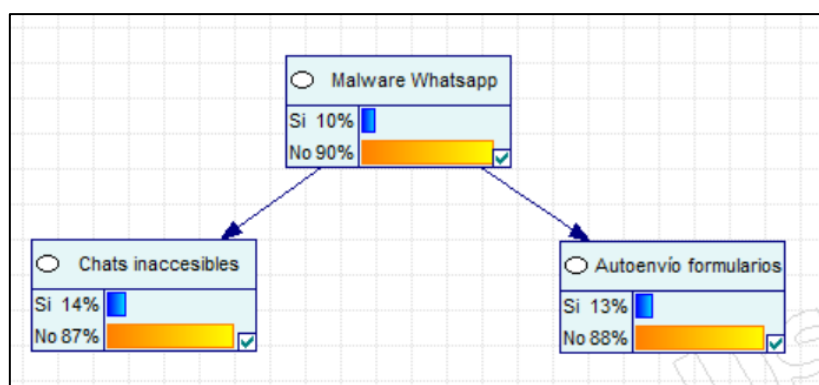 Malware Whatsapp
Si 10%
No 90%
Chats inaccesibles
Si 14%
No 87%
Autoenvío formularios
Si 13%
No 88%